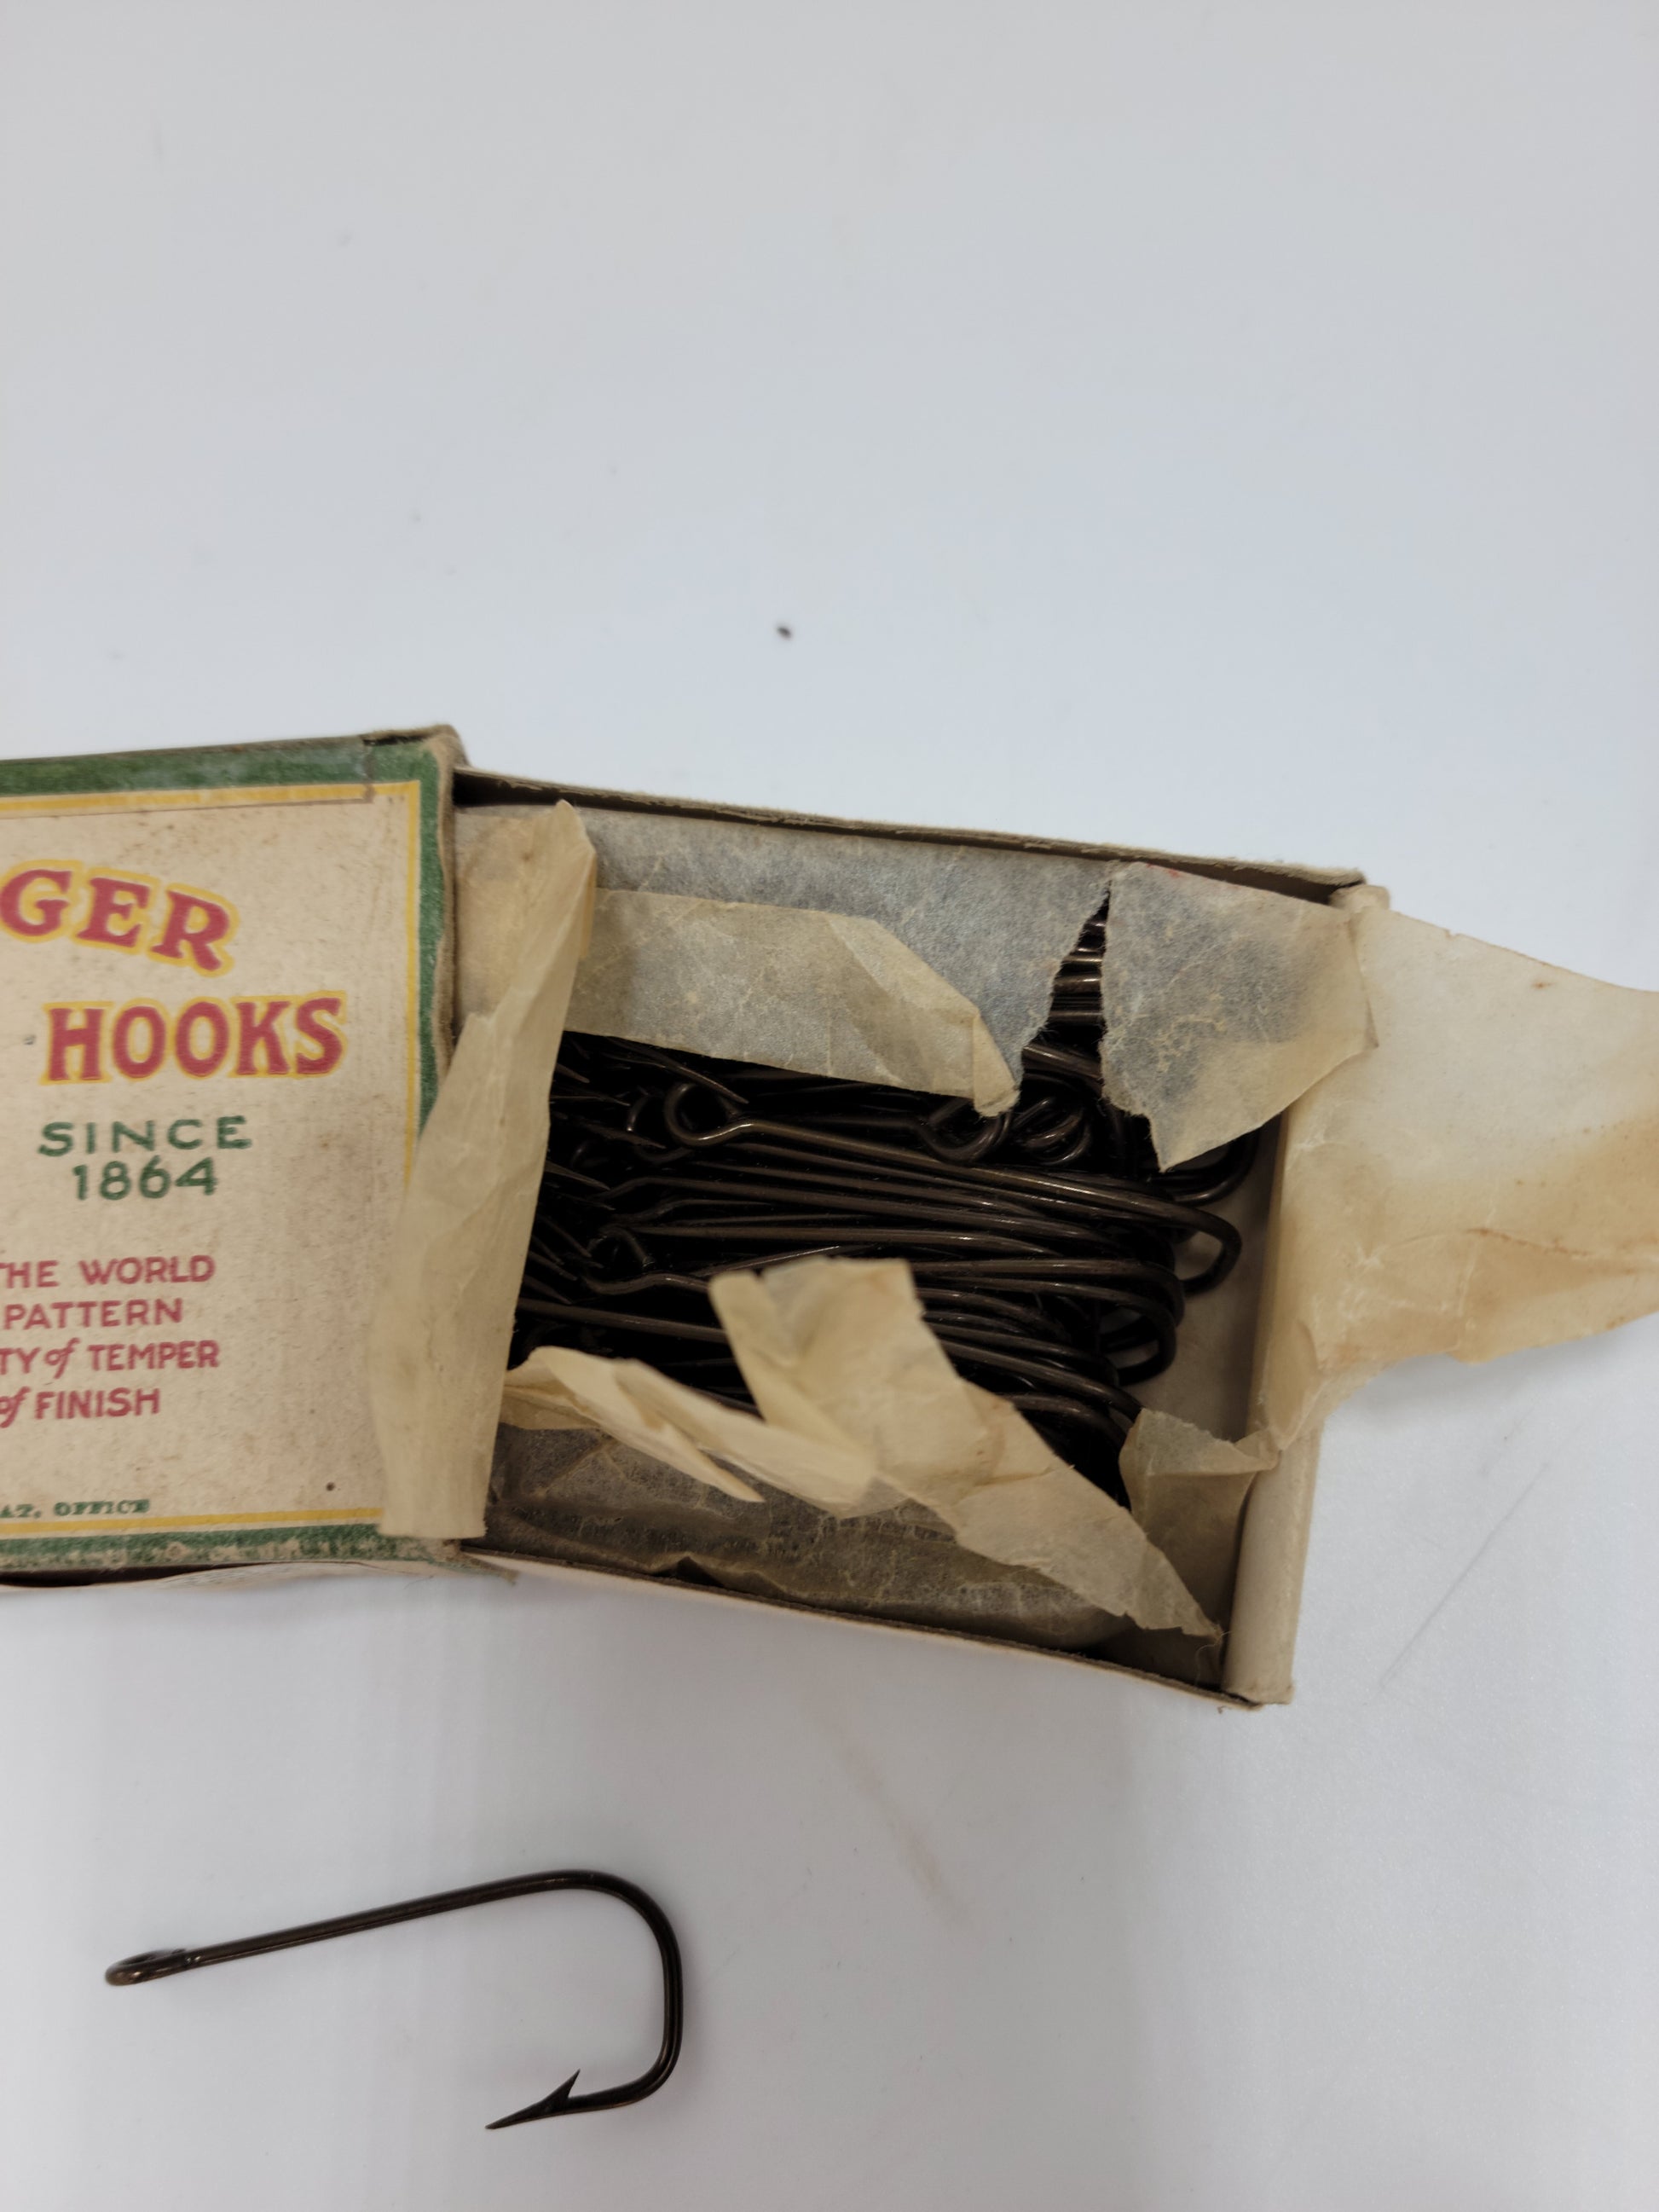 GER
HOOKS
SINCE
1864
THE WORLD
PATTERN
TY of TEMPER
of FINISH
AT. OFFICE